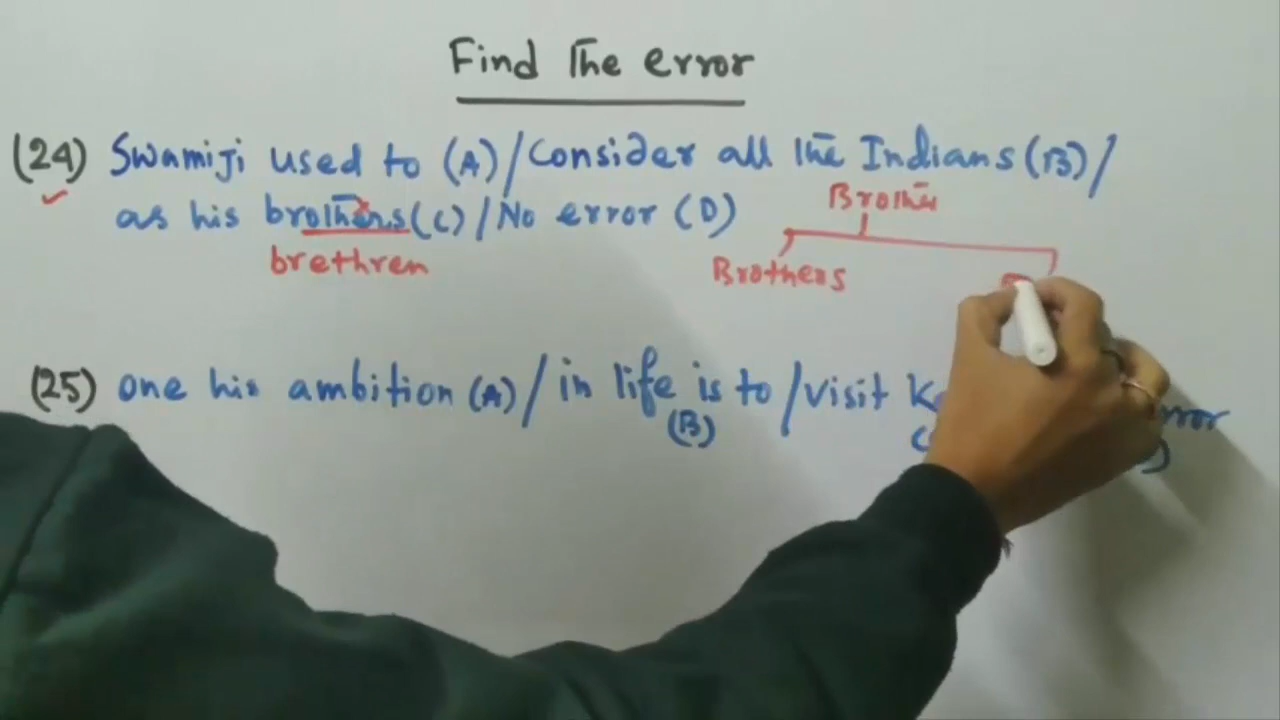 Find The error
(24) Swamiji used to (A)/Consider all the Indians (B)/
Brother
as his brothers (C)/No error (D)
brethren
Brothers
(25) one his ambition (A)/in life is to/visit
(B)